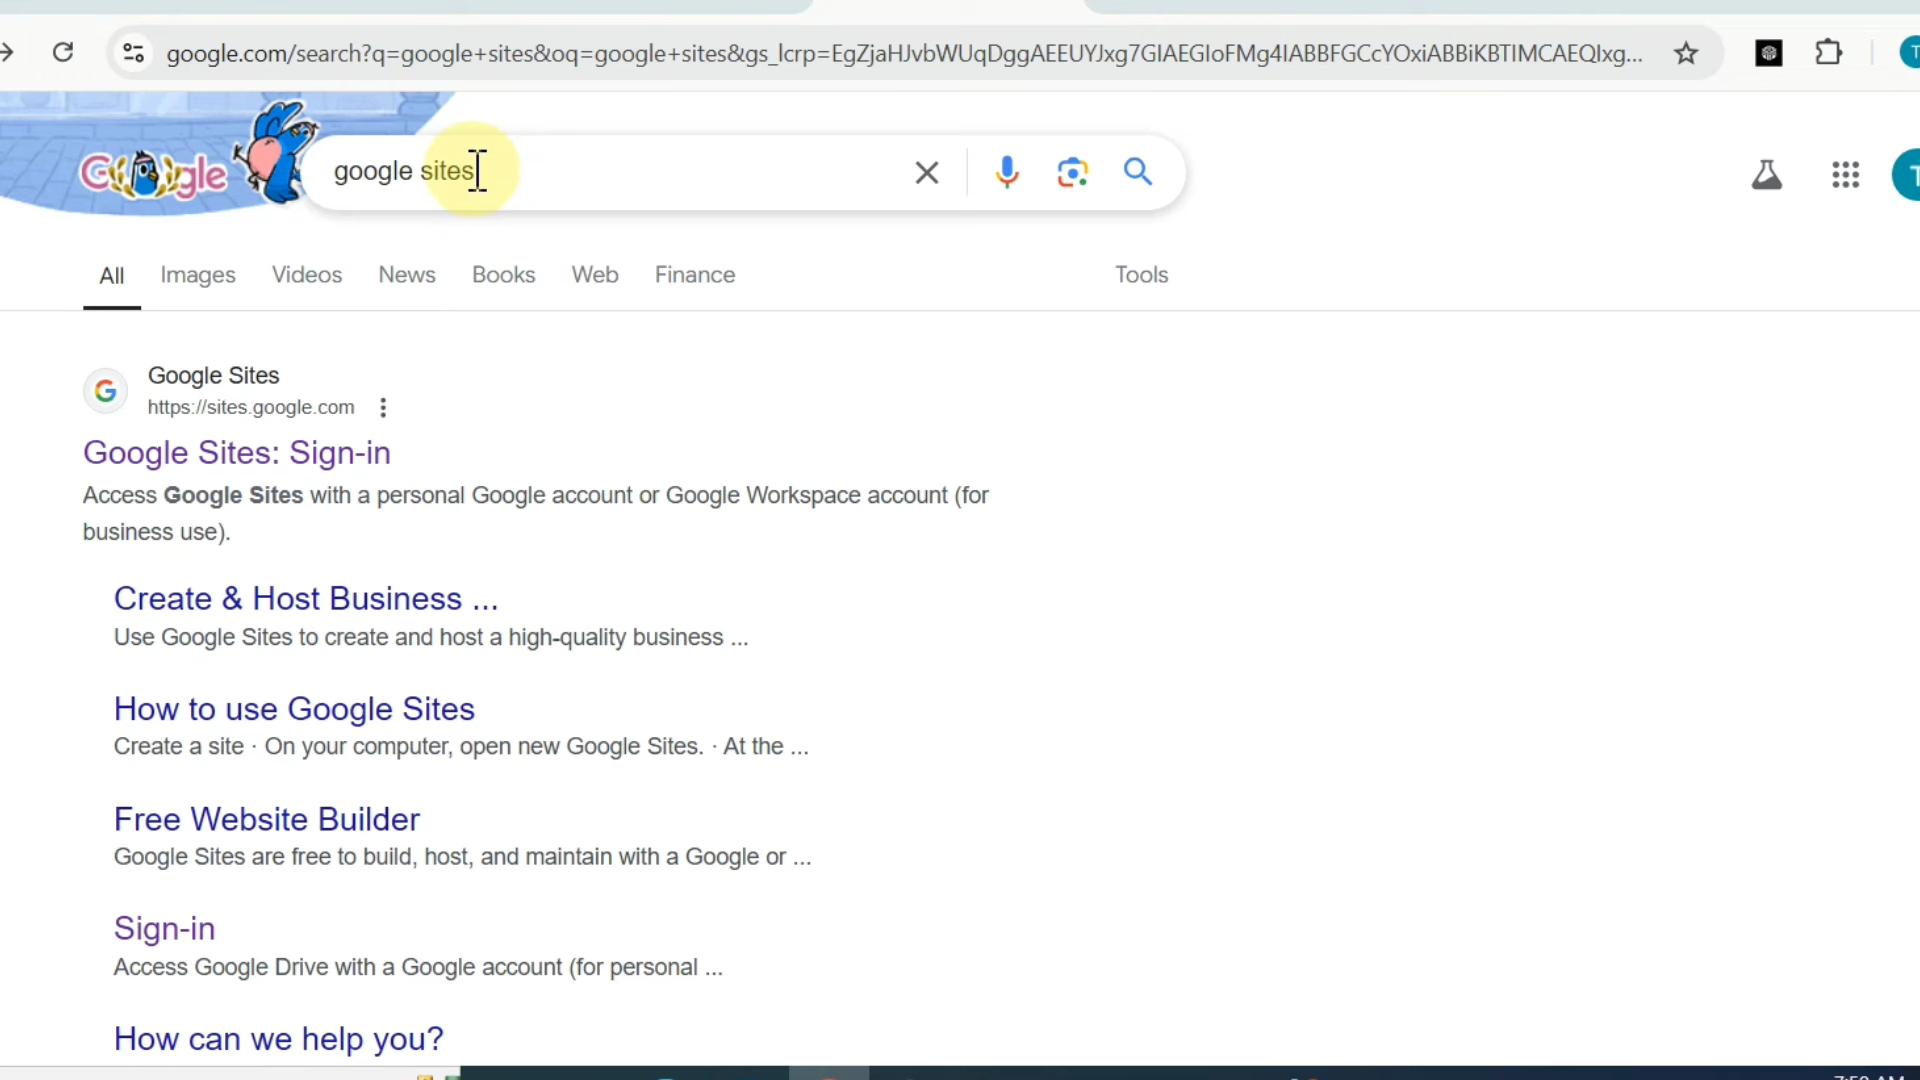 google.com/search?q=google+sites&oq=google+sites&gs_lcrp=EgZjaHJvbWUqDggAEEUYJxg7GIAEGIoFMg4IABBFGCcYOxiABBiKBTIMCAEQIxg...
Google
google sites
T
All Images Videos News Books Web Finance Tools
Google Sites
https://sites.google.com
Google Sites: Sign-in
Access Google Sites with a personal Google account or Google Workspace account (for
business use).
Create & Host Business ...
Use Google Sites to create and host a high-quality business ...
How to use Google Sites
Create a site · On your computer, open new Google Sites. · At the ...
Free Website Builder
Google Sites are free to build, host, and maintain with a Google or ...
Sign-in
Access Google Drive with a Google account (for personal ...
How can we help you?